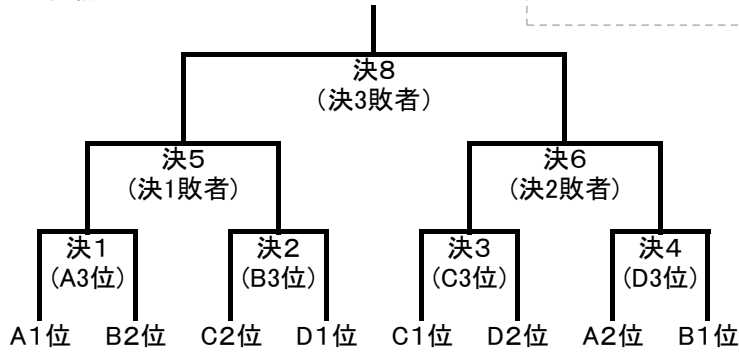 決8
（決3敗者）
決5
（決1敗者）
決6
（決2敗者）
決1
（A3位）
決2
（B3位）
決3
（C3位）
決4
（D3位）
A1位 B2位 C2位 D1位 C1位 D2位 A2位 B1位